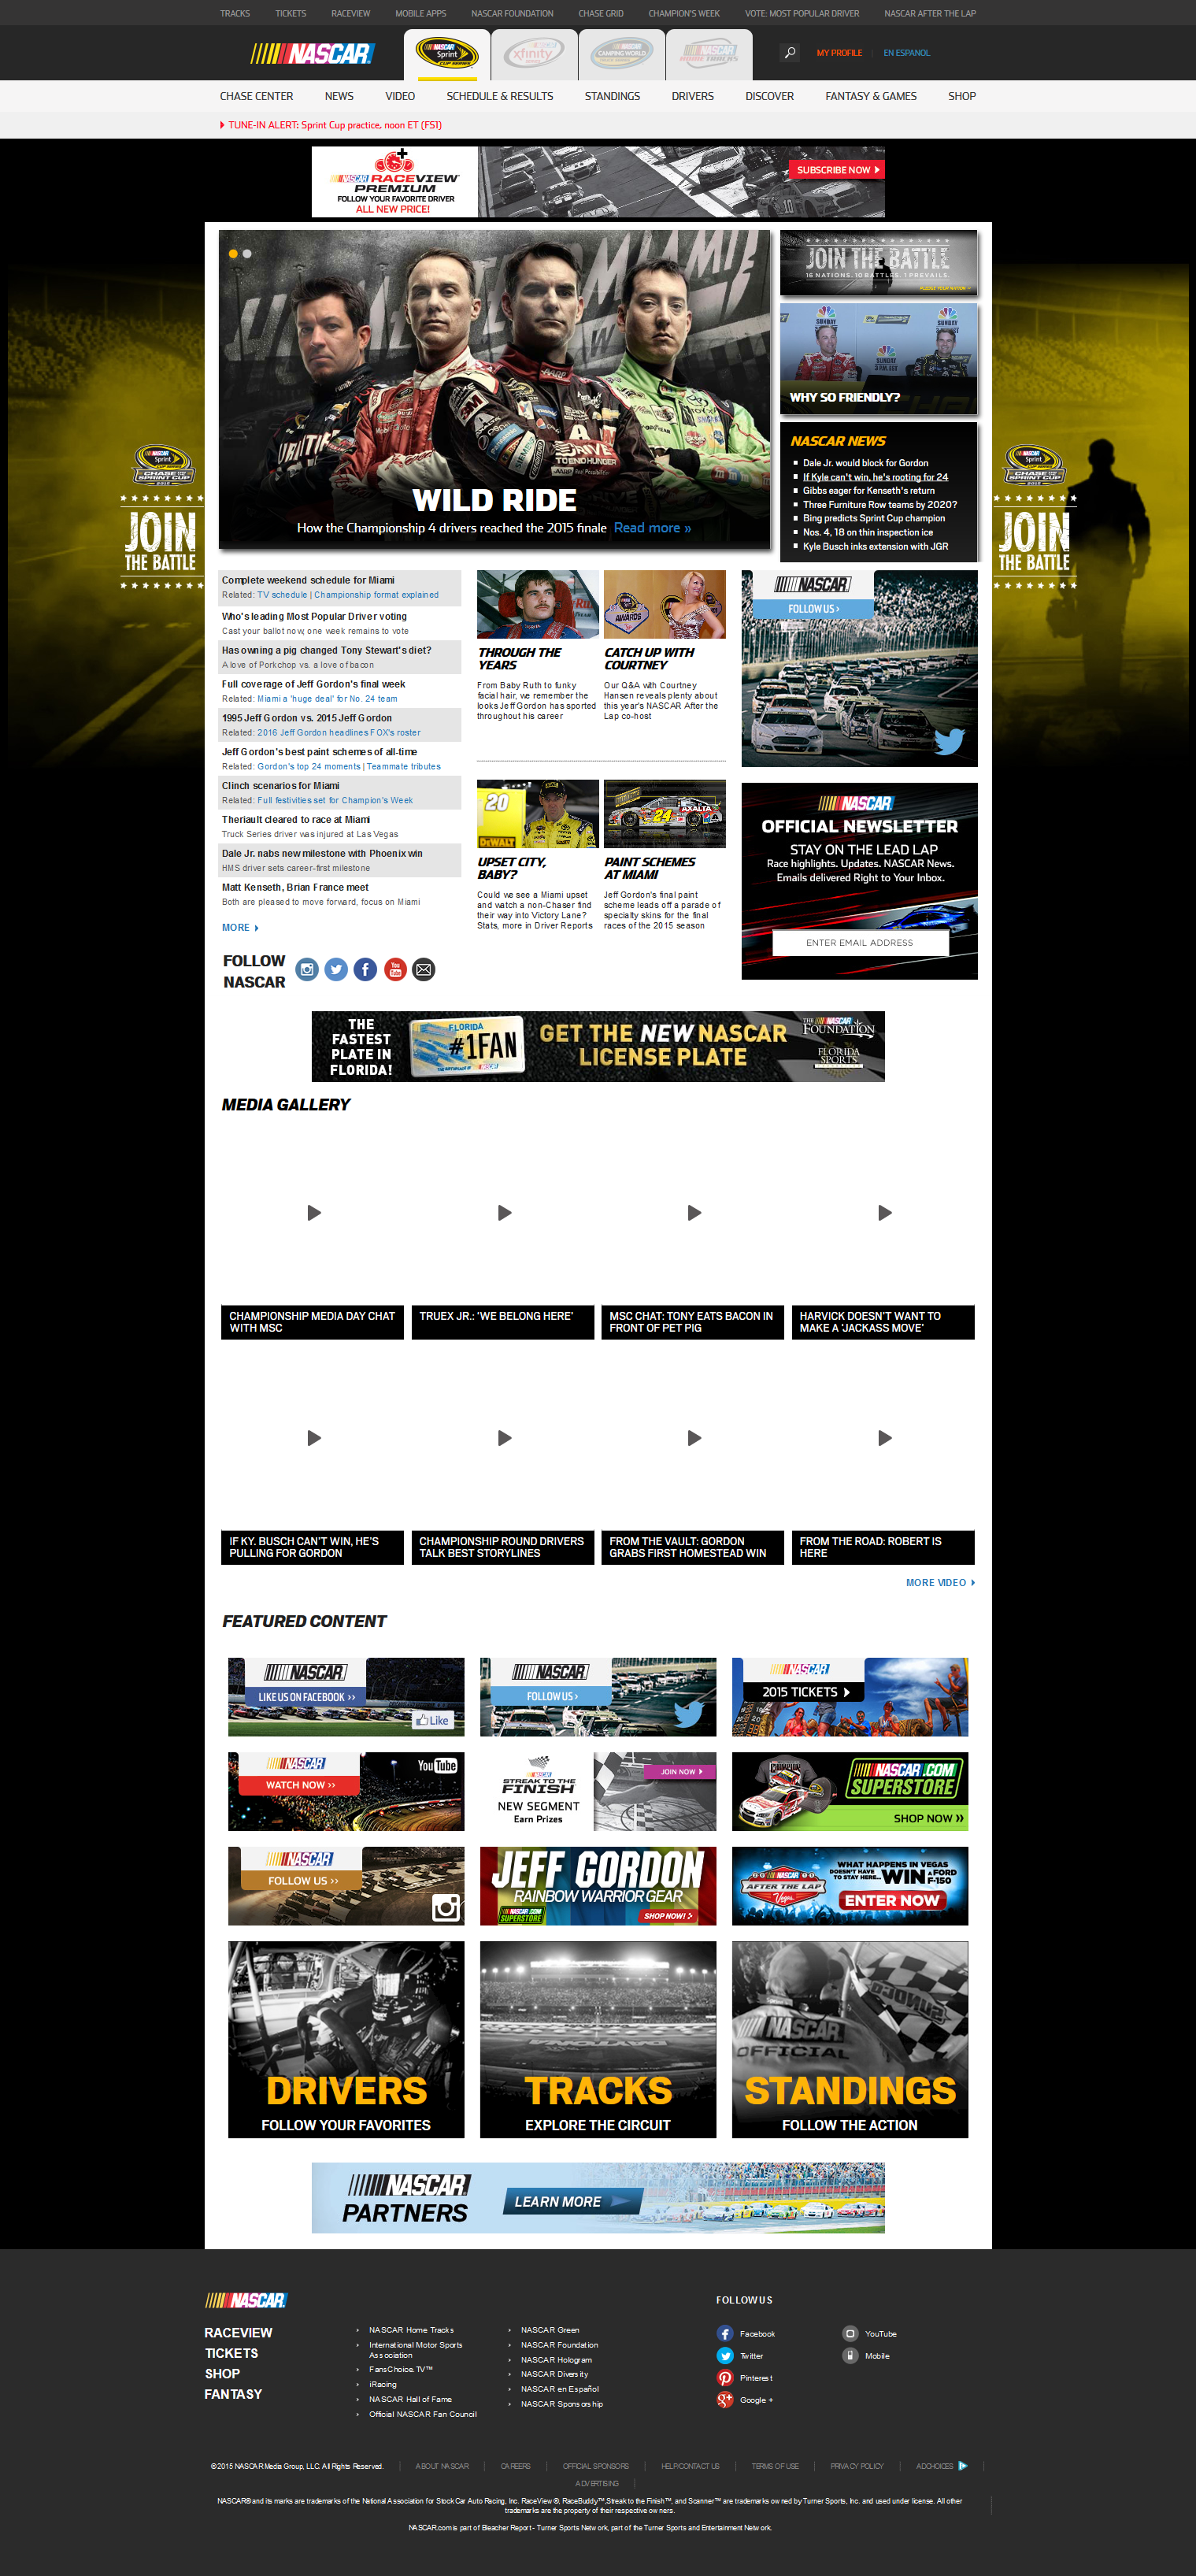 TRACKS TICKETS RACEVIEW MOBILE APPS NASCAR FOUNDATION CHASE GRID CHAMPION'S WEEK VOTE: MOST POPULAR DRIVER NASCAR AFTER THE LAP
NASCAR
NASCAR Sprint CUP SERIES
NASCAR xfinity SERIES
NASCAR CAMPING WORLD
NASCAR HOME TRACKS
MY PROFILE EN ESPANOL
CHASE CENTER NEWS VIDEO SCHEDULE & RESULTS STANDINGS DRIVERS DISCOVER FANTASY & GAMES SHOP
TUNE-IN ALERT: Sprint Cup practice, noon ET (FS1)
NASCAR RACEVIEW
PREMIUM
FOLLOW YOUR FAVORITE DRIVER
ALL NEW PRICE!
SUBSCRIBE NOW
WILD RIDE
How the Championship 4 drivers reached the 2015 finale Read more »
JOIN THE BATTLE
16 NATIONS. 10 BATTLES. 1 PREVAILS.
WHY SO FRIENDLY?
NASCAR NEWS
Dale Jr. would block for Gordon
If Kyle can't win, he's rooting for 24
Gibbs eager for Kenseth's return
Three Furniture Row teams by 2020?
Bing predicts Sprint Cup champion
Nos. 4, 18 on thin inspection ice
Kyle Busch inks extension with JGR
JOIN
THE BATTLE
JOIN
THE BATTLE
Complete weekend schedule for Miami
Related: TV schedule | Championship format explained
Who's leading Most Popular Driver voting
Cast your ballot now, one week remains to vote
Has owning a pig changed Tony Stewart's diet?
A love of Porkchop vs. a love of bacon
Full coverage of Jeff Gordon's final week
Related: Miami a 'huge deal' for No. 24 team
1995 Jeff Gordon vs. 2015 Jeff Gordon
Related: 2016 Jeff Gordon headlines FOX's roster
Jeff Gordon's best paint schemes of all-time
Related: Gordon's top 24 moments | Teammate tributes
Clinch scenarios for Miami
Related: Full festivities set for Champion's Week
Theriault cleared to race at Miami
Truck Series driver was injured at Las Vegas
Dale Jr. nabs new milestone with Phoenix win
HMS driver sets career-first milestone
Matt Kenseth, Brian France meet
Both are pleased to move forward, focus on Miami
MORE
FOLLOW
NASCAR
THROUGH THE
YEARS
From Baby Ruth to funky
facial hair, we remember the
looks Jeff Gordon has sported
throughout his career
CATCH UP WITH
COURTNEY
Our Q&A with Courtney
Hansen reveals plenty about
this year's NASCAR After the
Lap co-host
UPSET CITY,
BABY?
Could we see a Miami upset
and watch a non-Chaser find
their way into Victory Lane?
Stats, more in Driver Reports
PAINT SCHEMES
AT MIAMI
Jeff Gordon's final paint
scheme leads off a parade of
specialty skins for the final
races of the 2015 season
NASCAR
FOLLOW US ›
NASCAR
OFFICIAL NEWSLETTER
STAY ON THE LEAD LAP
Race highlights. Updates. NASCAR News.
Emails delivered Right to Your Inbox.
ENTER EMAIL ADDRESS
THE
FASTEST
PLATE IN
FLORIDA!
FLORIDA
#1FAN
GET THE NEW NASCAR
LICENSE PLATE
THE NASCAR FOUNDATION
FLORIDA
SPORTS
FOUNDATION
MEDIA GALLERY
CHAMPIONSHIP MEDIA DAY CHAT
WITH MSC
TRUEX JR.: 'WE BELONG HERE'
MSC CHAT: TONY EATS BACON IN
FRONT OF PET PIG
HARVICK DOESN'T WANT TO
MAKE A 'JACKASS MOVE'
IF KY. BUSCH CAN'T WIN, HE'S
PULLING FOR GORDON
CHAMPIONSHIP ROUND DRIVERS
TALK BEST STORYLINES
FROM THE VAULT: GORDON
GRABS FIRST HOMESTEAD WIN
FROM THE ROAD: ROBERT IS
HERE
MORE VIDEO
FEATURED CONTENT
NASCAR
LIKE US ON FACEBOOK ››
Like
NASCAR
FOLLOW US ›
NASCAR
2015 TICKETS
NASCAR
WATCH NOW ››
YouTube
NASCAR
STREAK TO THE
FINISH
NEW SEGMENT
Earn Prizes
JOIN NOW
NASCAR.COM
SUPERSTORE
SHOP NOW
NASCAR
FOLLOW US ››
JEFF GORDON
RAINBOW WARRIOR GEAR
NASCAR.COM
SUPERSTORE
SHOP NOW!
NASCAR
AFTER THE LAP
Vegas
WHAT HAPPENS IN VEGAS
DOESN'T HAVE
TO STAY HERE...
WIN A FORD
F-150
ENTER NOW
DRIVERS
FOLLOW YOUR FAVORITES
TRACKS
EXPLORE THE CIRCUIT
NASCAR
OFFICIAL
STANDINGS
FOLLOW THE ACTION
NASCAR
PARTNERS
LEARN MORE
NASCAR
RACEVIEW
TICKETS
SHOP
FANTASY
NASCAR Home Tracks
International Motor Sports
Association
FansChoice.TV™
iRacing
NASCAR Hall of Fame
Official NASCAR Fan Council
NASCAR Green
NASCAR Foundation
NASCAR Hologram
NASCAR Diversity
NASCAR en Español
NASCAR Sponsorship
FOLLOW US
Facebook
Twitter
Pinterest
Google +
YouTube
Mobile
© 2015 NASCAR Media Group, LLC. All Rights Reserved. ABOUT NASCAR CAREERS OFFICIAL SPONSORS HELP/CONTACT US TERMS OF USE PRIVACY POLICY ADCHOICES
ADVERTISING
NASCAR® and its marks are trademarks of the National Association for Stock Car Auto Racing, Inc. RaceView ®, RaceBuddy™,Streak to the Finish™, and Scanner™ are trademarks owned by Turner Sports, Inc. and used under license. All other
trademarks are the property of their respective owners.
NASCAR.com is part of Bleacher Report - Turner Sports Network, part of the Turner Sports and Entertainment Network.